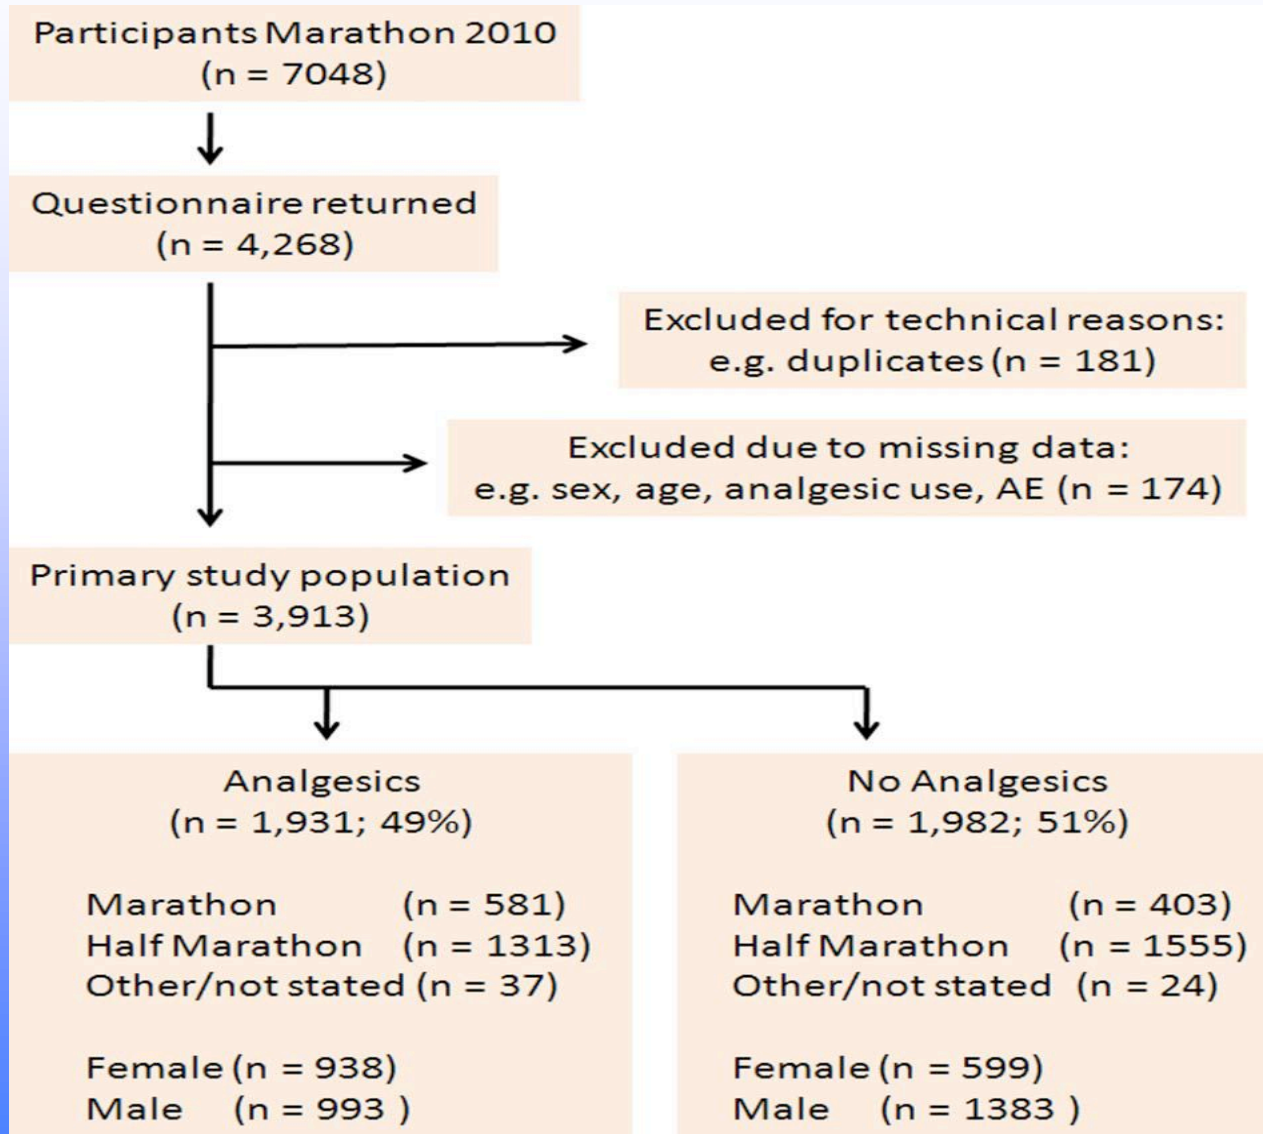 Participants Marathon 2010
(n = 7048)
Questionnaire returned
(n = 4,268)
Excluded for technical reasons:
e.g. duplicates (n = 181)
Excluded due to missing data:
e.g. sex, age, analgesic use, AE (n = 174)
Primary study population
(n = 3,913)
Analgesics
(n = 1,931; 49%)
Marathon (n = 581)
Half Marathon (n = 1313)
Other/not stated (n = 37)
Female (n = 938)
Male (n = 993 )
No Analgesics
(n = 1,982; 51%)
Marathon (n = 403)
Half Marathon (n = 1555)
Other/not stated (n = 24)
Female (n = 599)
Male (n = 1383 )